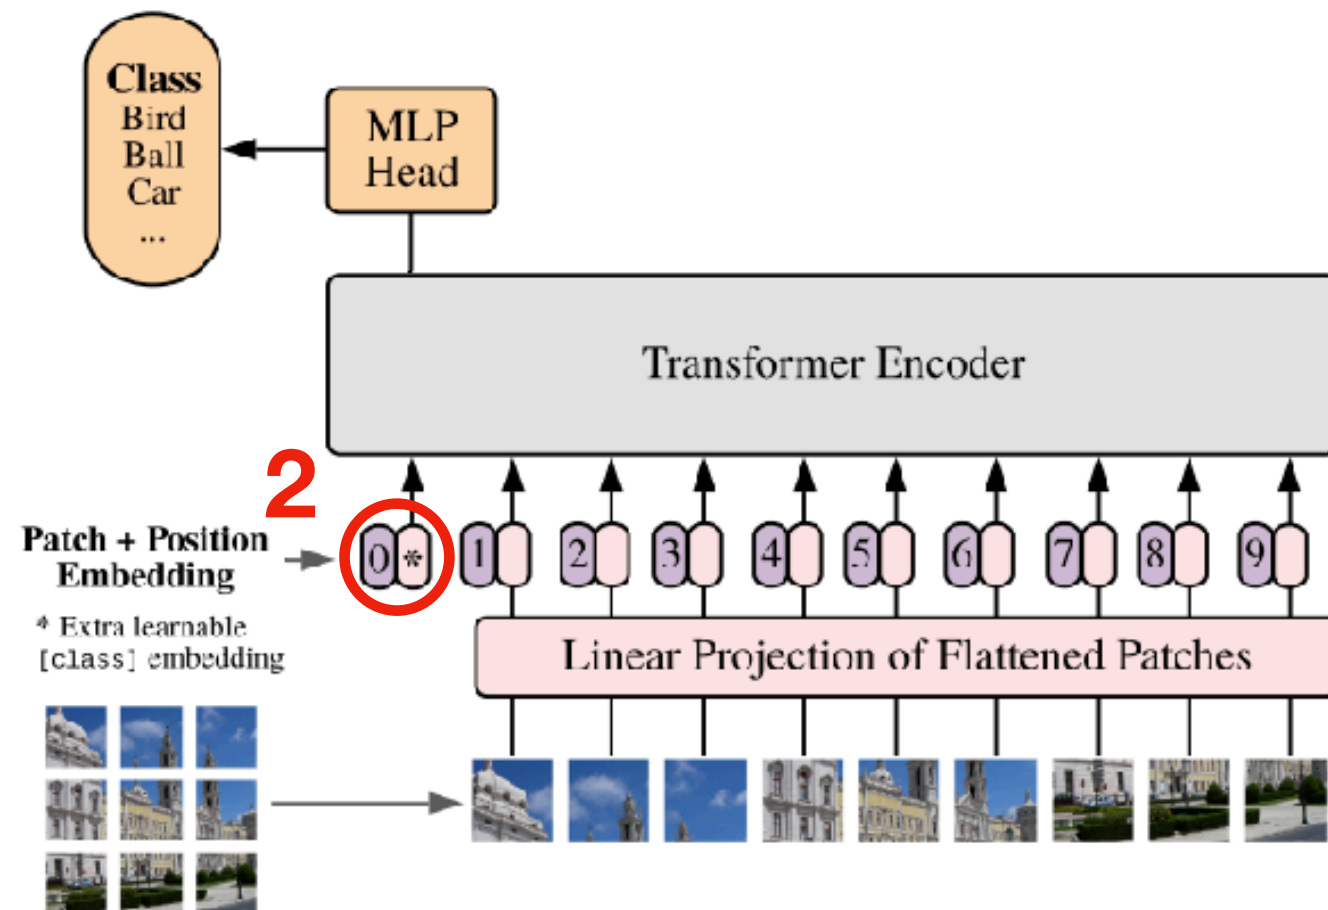 Class
Bird
Ball
Car
...
MLP
Head
Transformer Encoder
2
Patch + Position
Embedding
0 * 1 2 3 4 5 6 7 8 9
* Extra learnable
[class] embedding
Linear Projection of Flattened Patches